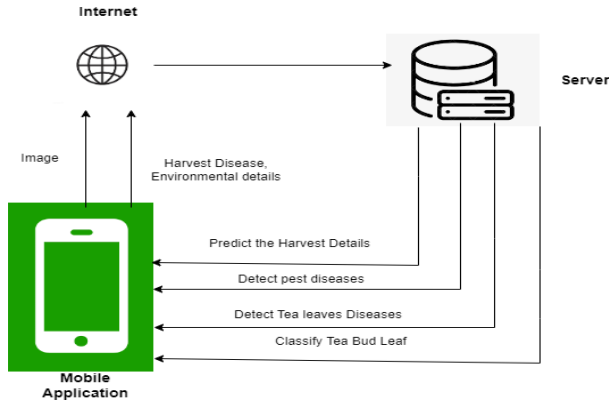 Internet
Server
Image
Harvest Disease,
Environmental details
Predict the Harvest Details
Detect pest diseases
Detect Tea leaves Diseases
Classify Tea Bud Leaf
Mobile
Application